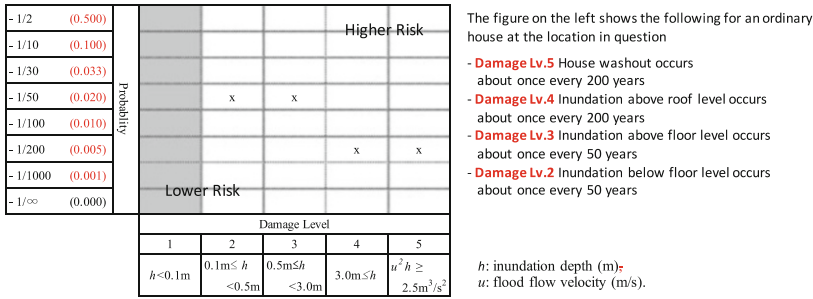 - 1/2 (0.500)
- 1/10 (0.100)
- 1/30 (0.033)
- 1/50 (0.020)
- 1/100 (0.010)
- 1/200 (0.005)
- 1/1000 (0.001)
- 1/∞ (0.000)
Probablity
Higher Risk
x x
x x
Lower Risk
Damage Level
1 2 3 4 5
h<0.1m
0.1m≤ h
<0.5m
0.5m≤h
<3.0m
3.0m≤h
u²h ≥
2.5m³/s²
The figure on the left shows the following for an ordinary
house at the location in question
- Damage Lv.5 House washout occurs
about once every 200 years
- Damage Lv.4 Inundation above roof level occurs
about once every 200 years
- Damage Lv.3 Inundation above floor level occurs
about once every 50 years
- Damage Lv.2 Inundation below floor level occurs
about once every 50 years
h: inundation depth (m),
u: flood flow velocity (m/s).